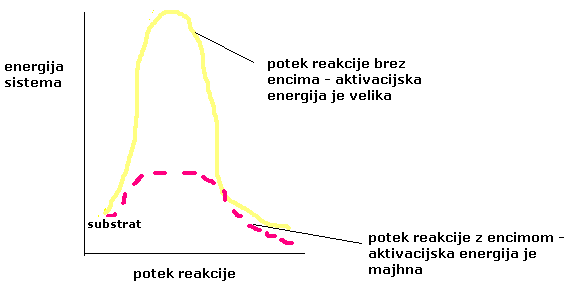 energija
sistema
potek reakcije brez
encima - aktivacijska
energija je velika
substrat
potek reakcije z encimom -
aktivacijska energija je
majhna
potek reakcije